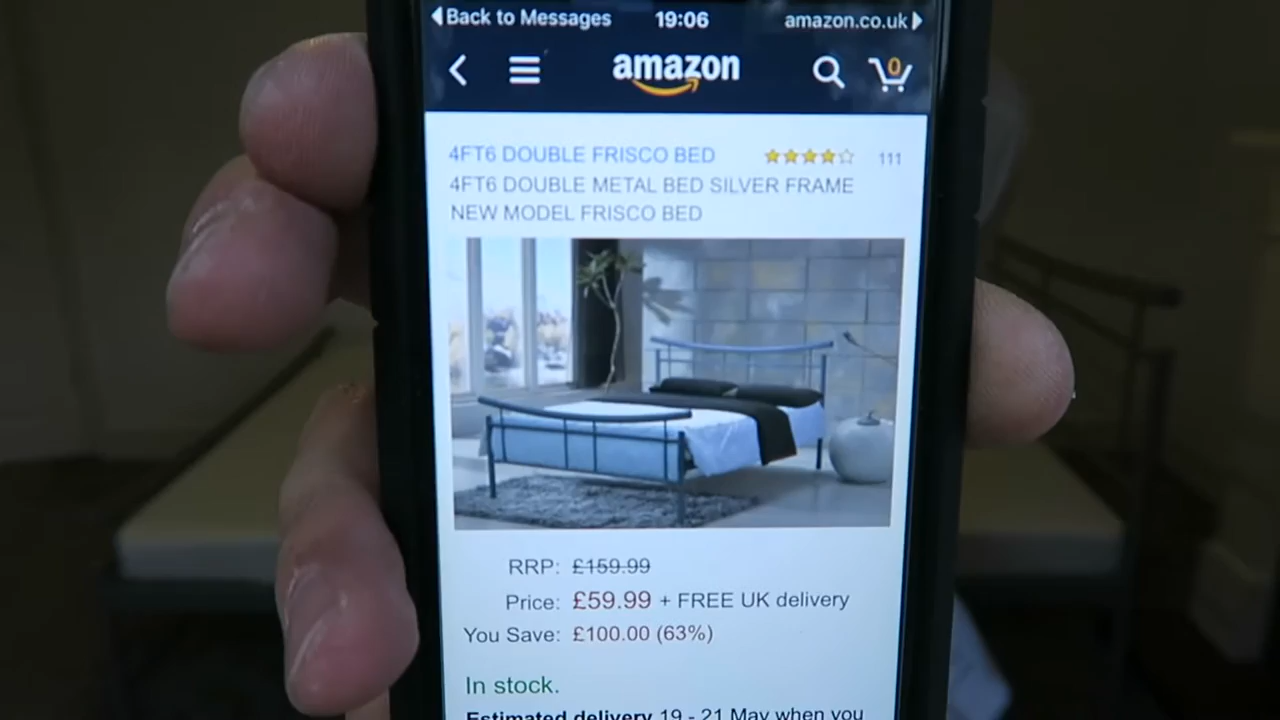 Back to Messages 19:06 amazon.co.uk
amazon 0
4FT6 DOUBLE FRISCO BED 111
4FT6 DOUBLE METAL BED SILVER FRAME
NEW MODEL FRISCO BED
RRP: £159.99
Price: £59.99 + FREE UK delivery
You Save: £100.00 (63%)
In stock.
Estimated delivery 19 - 21 May when you